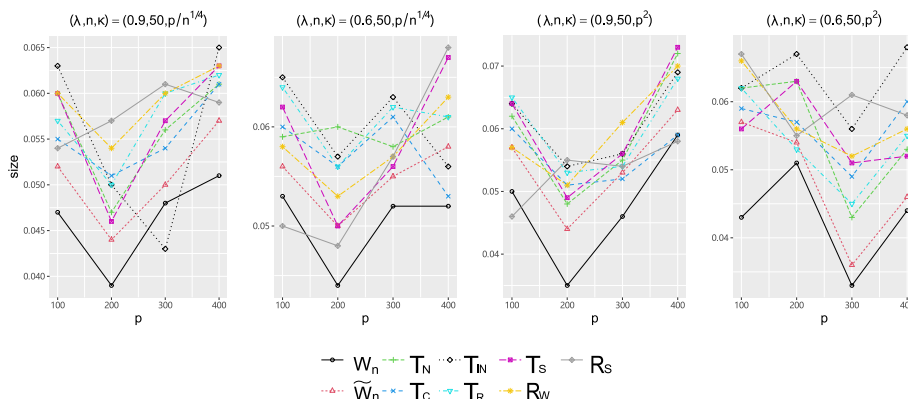 (λ,n,κ) = (0.9,50,p/n^{1/4})
(λ,n,κ) = (0.6,50,p/n^{1/4})
(λ,n,κ) = (0.9,50,p²)
(λ,n,κ) = (0.6,50,p²)
size
0.065
0.060
0.055
0.050
0.045
0.040
100 200 300 400
p
0.06
0.05
100 200 300 400
p
0.07
0.06
0.05
0.04
100 200 300 400
p
0.06
0.05
0.04
100 200 300 400
p
W_n T_N T_{IN} T_S R_S
W̃_n T_C T_R R_W